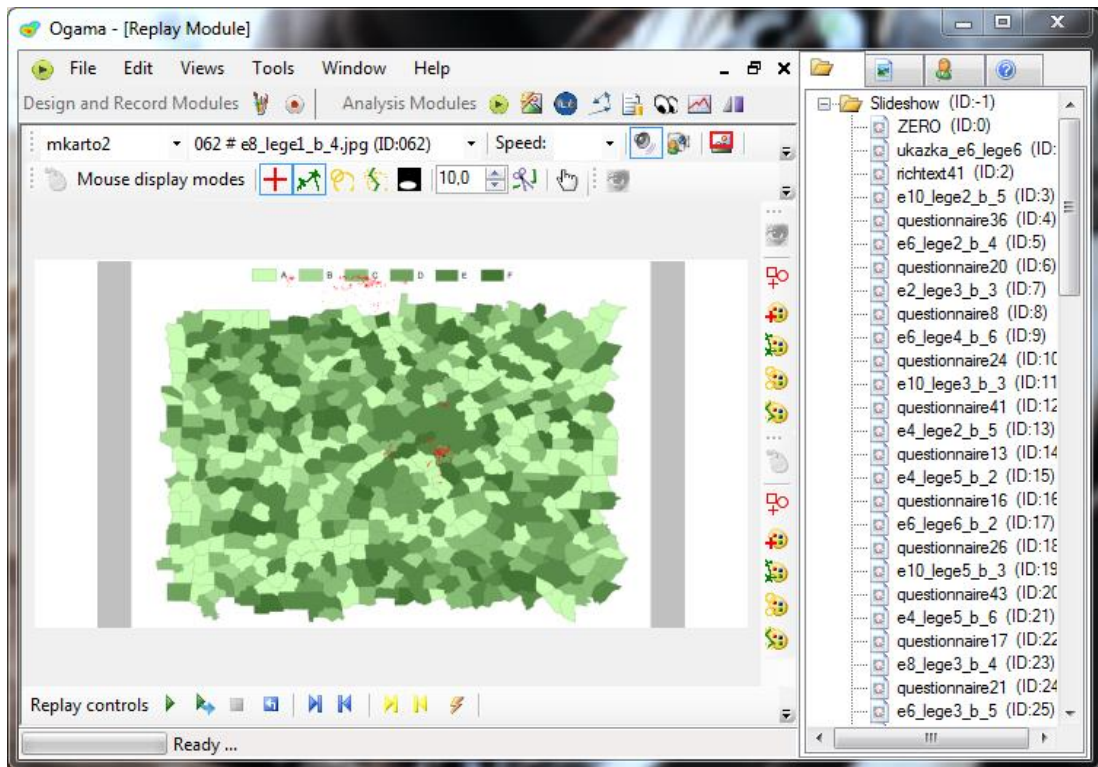 Ogama - [Replay Module]
File Edit Views Tools Window Help
Design and Record Modules Analysis Modules
mkarto2 062 # e8_lege1_b_4.jpg (ID:062) Speed:
Mouse display modes 10,0
A B C D E F
Replay controls
Ready ...
Slideshow (ID:-1)
ZERO (ID:0)
ukazka_e6_lege6 (ID:
richtext41 (ID:2)
e10_lege2_b_5 (ID:3)
questionnaire36 (ID:4)
e6_lege2_b_4 (ID:5)
questionnaire20 (ID:6)
e2_lege3_b_3 (ID:7)
questionnaire8 (ID:8)
e6_lege4_b_6 (ID:9)
questionnaire24 (ID:10
e10_lege3_b_3 (ID:11
questionnaire41 (ID:12
e4_lege2_b_5 (ID:13)
questionnaire13 (ID:14
e4_lege5_b_2 (ID:15)
questionnaire16 (ID:16
e6_lege6_b_2 (ID:17)
questionnaire26 (ID:18
e10_lege5_b_3 (ID:19
questionnaire43 (ID:20
e4_lege5_b_6 (ID:21)
questionnaire17 (ID:22
e8_lege3_b_4 (ID:23)
questionnaire21 (ID:24
e6_lege3_b_5 (ID:25)